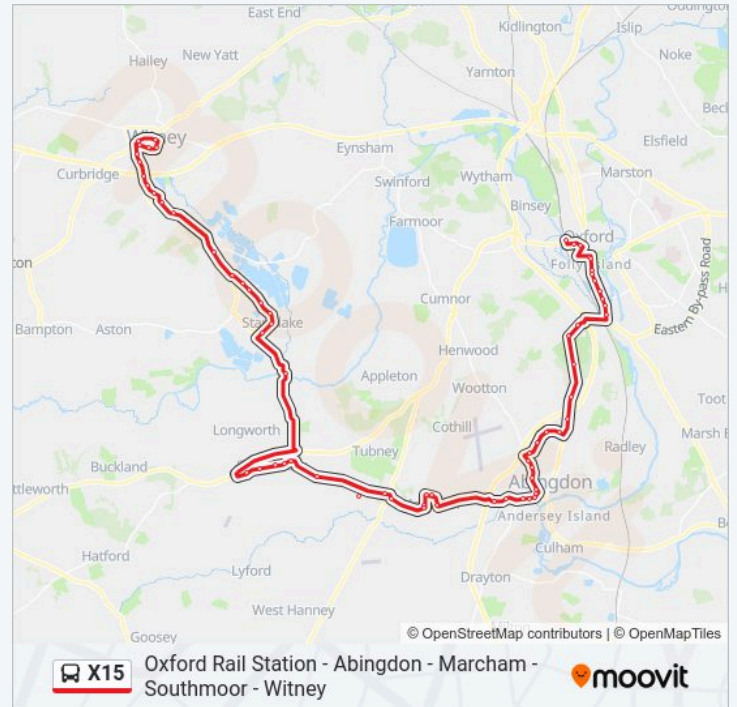 East End
Kidlington
Islip
Hailey
New Yatt
Yarnton
Noke
Witney
Elsfield
Eynsham
Curbridge
Swinford
Wytham
Marston
Binsey
Farmoor
Oxford
Folly Island
Eastern By-pass Road
Cumnor
Bampton
Aston
Henwood
Appleton
Wootton
Toot
Cothill
Longworth
Radley
Marsh
Buckland
Tubney
Abingdon
Andersey Island
Culham
Hatford
Lyford
Drayton
West Hanney
Goosey
© OpenStreetMap contributors | © OpenMapTiles
X15
Oxford Rail Station - Abingdon - Marcham -
Southmoor - Witney
moovit